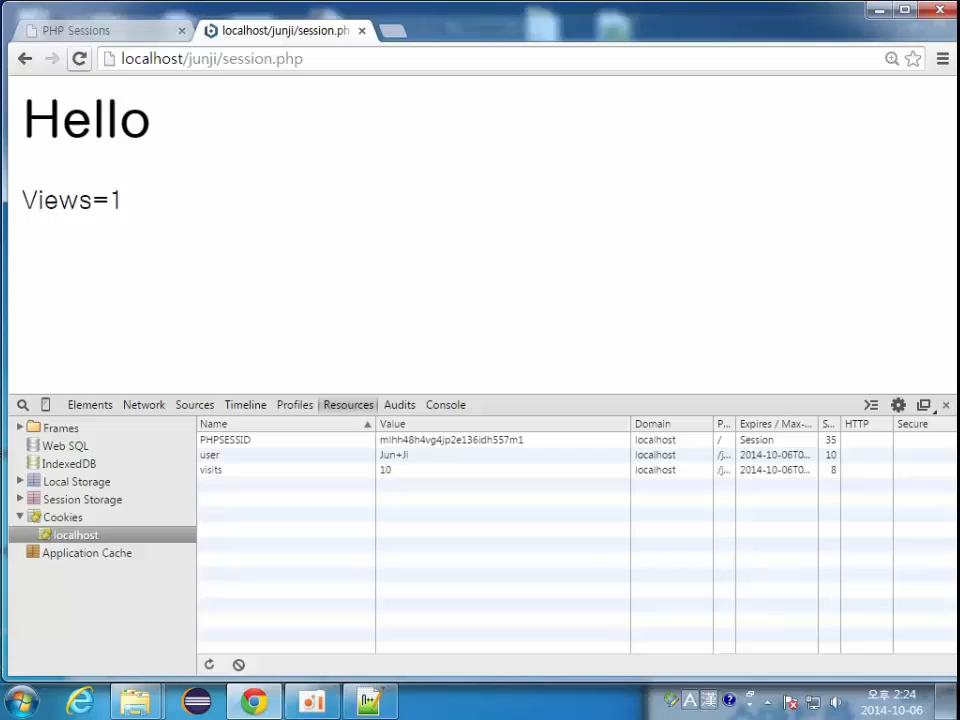 PHP Sessions
localhost/junji/session.ph
localhost/junji/session.php
Hello
Views=1
Elements Network Sources Timeline Profiles Resources Audits Console
Frames
Web SQL
IndexedDB
Local Storage
Session Storage
Cookies
localhost
Application Cache
Name Value Domain P... Expires / Max-... S... HTTP Secure
PHPSESSID mlhh48h4vg4jp2e136idh557m1 localhost / Session 35
user Jun+Ji localhost /j... 2014-10-06T0... 10
visits 10 localhost /j... 2014-10-06T0... 8
A 漢
오후 2:24
2014-10-06